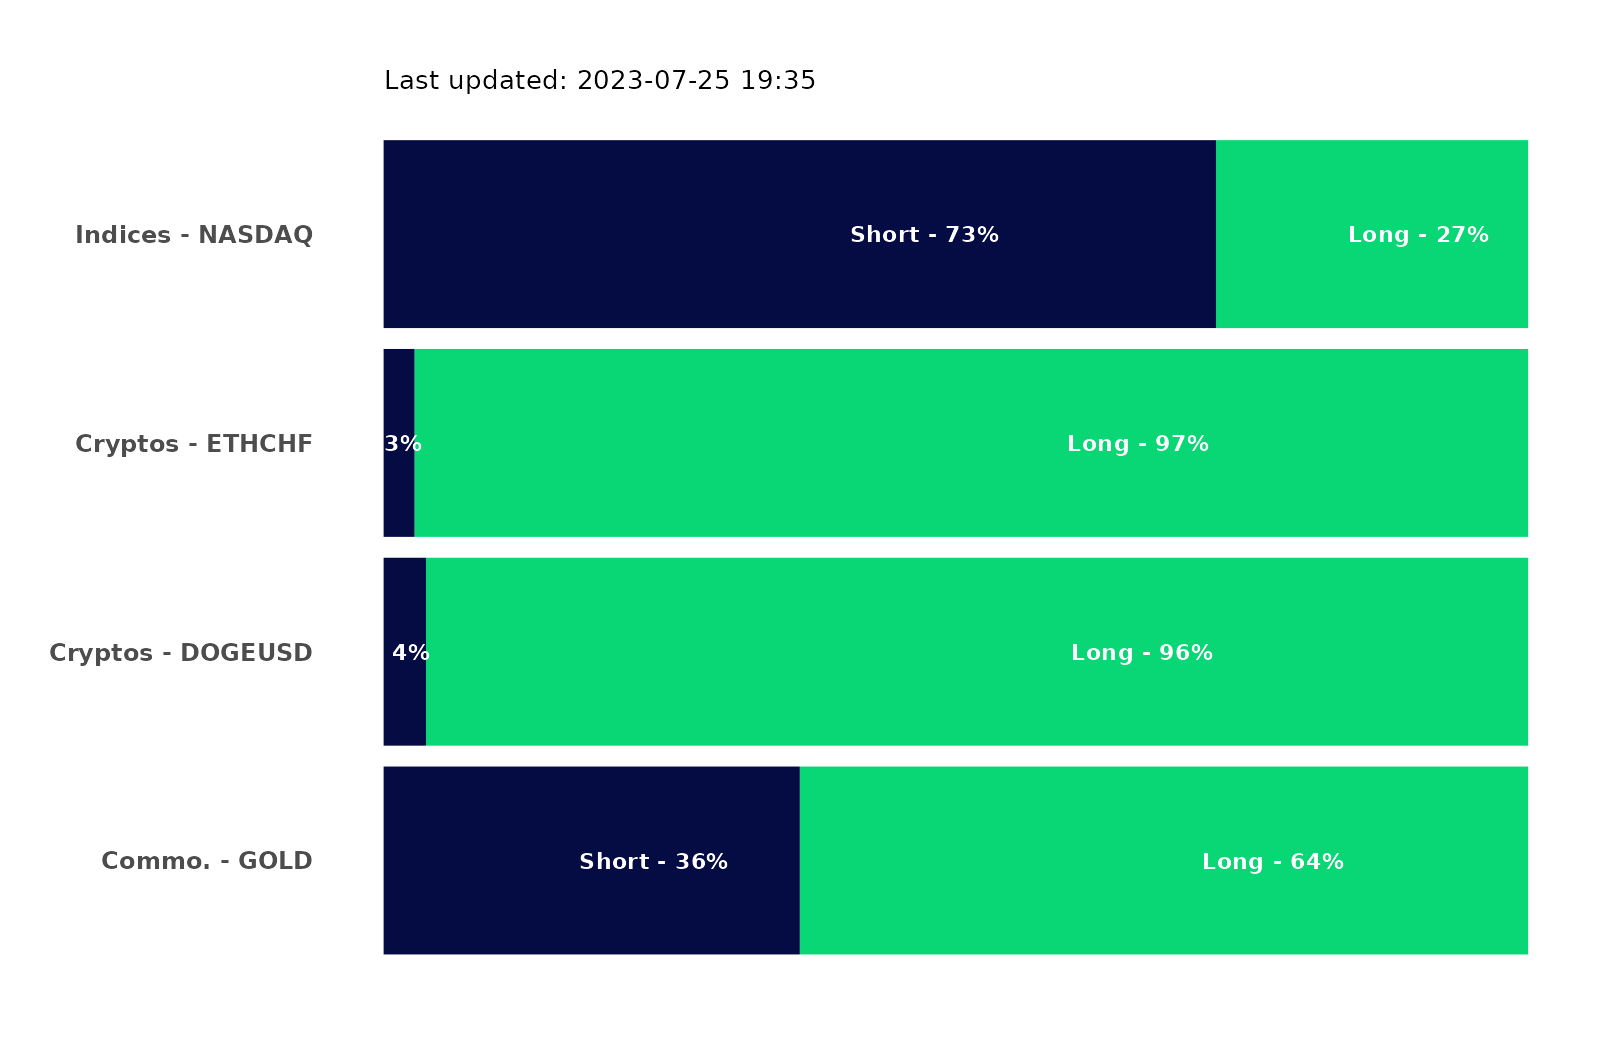 Last updated: 2023-07-25 19:35
Indices - NASDAQ Short - 73% Long - 27%
Cryptos - ETHCHF 3% Long - 97%
Cryptos - DOGEUSD 4% Long - 96%
Commo. - GOLD Short - 36% Long - 64%